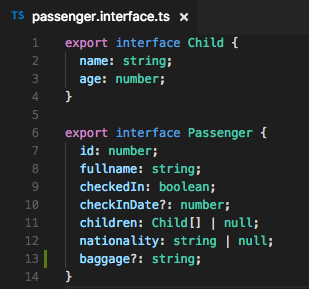 TS passenger.interface.ts ×
1 export interface Child {
2 name: string;
3 age: number;
4 }
5
6 export interface Passenger {
7 id: number;
8 fullname: string;
9 checkedIn: boolean;
10 checkInDate?: number;
11 children: Child[] | null;
12 nationality: string | null;
13 baggage?: string;
14 }